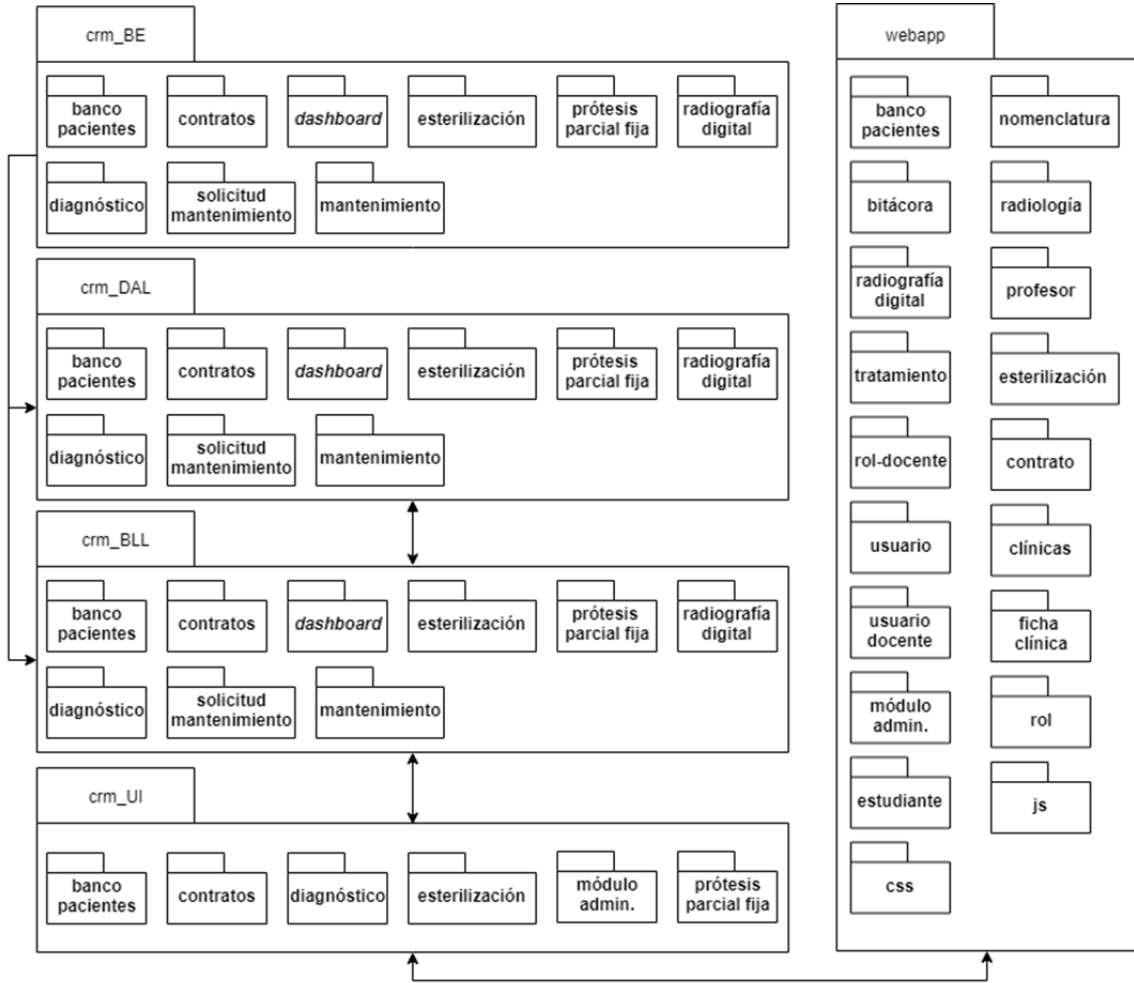 crm_BE
banco
pacientes
contratos
dashboard
esterilización
prótesis
parcial fija
radiografía
digital
diagnóstico
solicitud
mantenimiento
mantenimiento
crm_DAL
banco
pacientes
contratos
dashboard
esterilización
prótesis
parcial fija
radiografía
digital
diagnóstico
solicitud
mantenimiento
mantenimiento
crm_BLL
banco
pacientes
contratos
dashboard
esterilización
prótesis
parcial fija
radiografía
digital
diagnóstico
solicitud
mantenimiento
mantenimiento
crm_UI
banco
pacientes
contratos
diagnóstico
esterilización
módulo
admin.
prótesis
parcial fija
webapp
banco
pacientes
nomenclatura
bitácora
radiología
radiografía
digital
profesor
tratamiento
esterilización
rol-docente
contrato
usuario
clínicas
usuario
docente
ficha
clínica
módulo
admin.
rol
estudiante
js
css